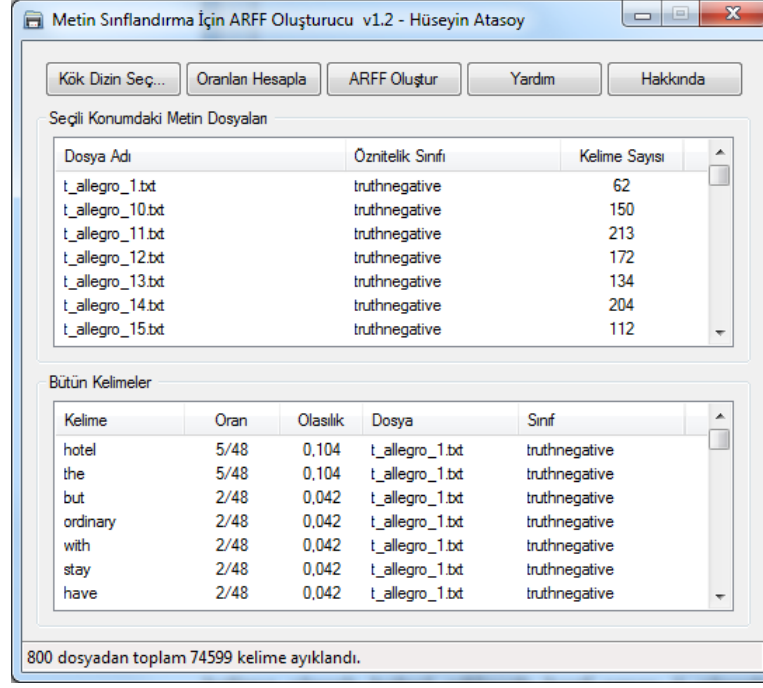 Metin Sınıflandırma İçin ARFF Oluşturucu v1.2 - Hüseyin Atasoy
Kök Dizin Seç... Oranları Hesapla ARFF Oluştur Yardım Hakkında
Seçili Konumdaki Metin Dosyaları
Dosya Adı Öznitelik Sınıfı Kelime Sayısı
t_allegro_1.txt truthnegative 62
t_allegro_10.txt truthnegative 150
t_allegro_11.txt truthnegative 213
t_allegro_12.txt truthnegative 172
t_allegro_13.txt truthnegative 134
t_allegro_14.txt truthnegative 204
t_allegro_15.txt truthnegative 112
Bütün Kelimeler
Kelime Oran Olasılık Dosya Sınıf
hotel 5/48 0,104 t_allegro_1.txt truthnegative
the 5/48 0,104 t_allegro_1.txt truthnegative
but 2/48 0,042 t_allegro_1.txt truthnegative
ordinary 2/48 0,042 t_allegro_1.txt truthnegative
with 2/48 0,042 t_allegro_1.txt truthnegative
stay 2/48 0,042 t_allegro_1.txt truthnegative
have 2/48 0,042 t_allegro_1.txt truthnegative
800 dosyadan toplam 74599 kelime ayıklandı.